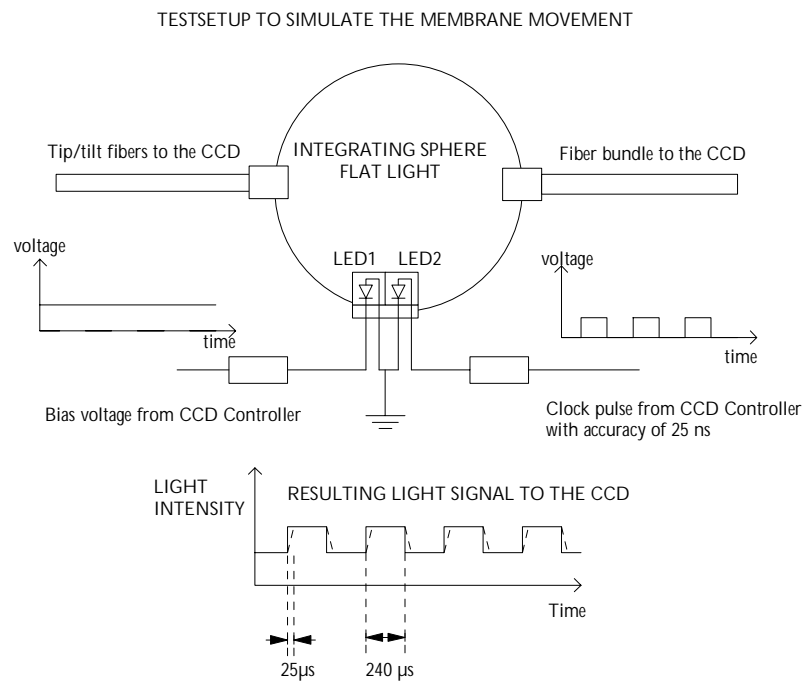 TESTSETUP TO SIMULATE THE MEMBRANE MOVEMENT
Tip/tilt fibers to the CCD
INTEGRATING SPHERE
FLAT LIGHT
Fiber bundle to the CCD
voltage
LED1
LED2
voltage
time
time
Bias voltage from CCD Controller
Clock pulse from CCD Controller
with accuracy of 25 ns
LIGHT
INTENSITY
RESULTING LIGHT SIGNAL TO THE CCD
Time
25µs
240 µs